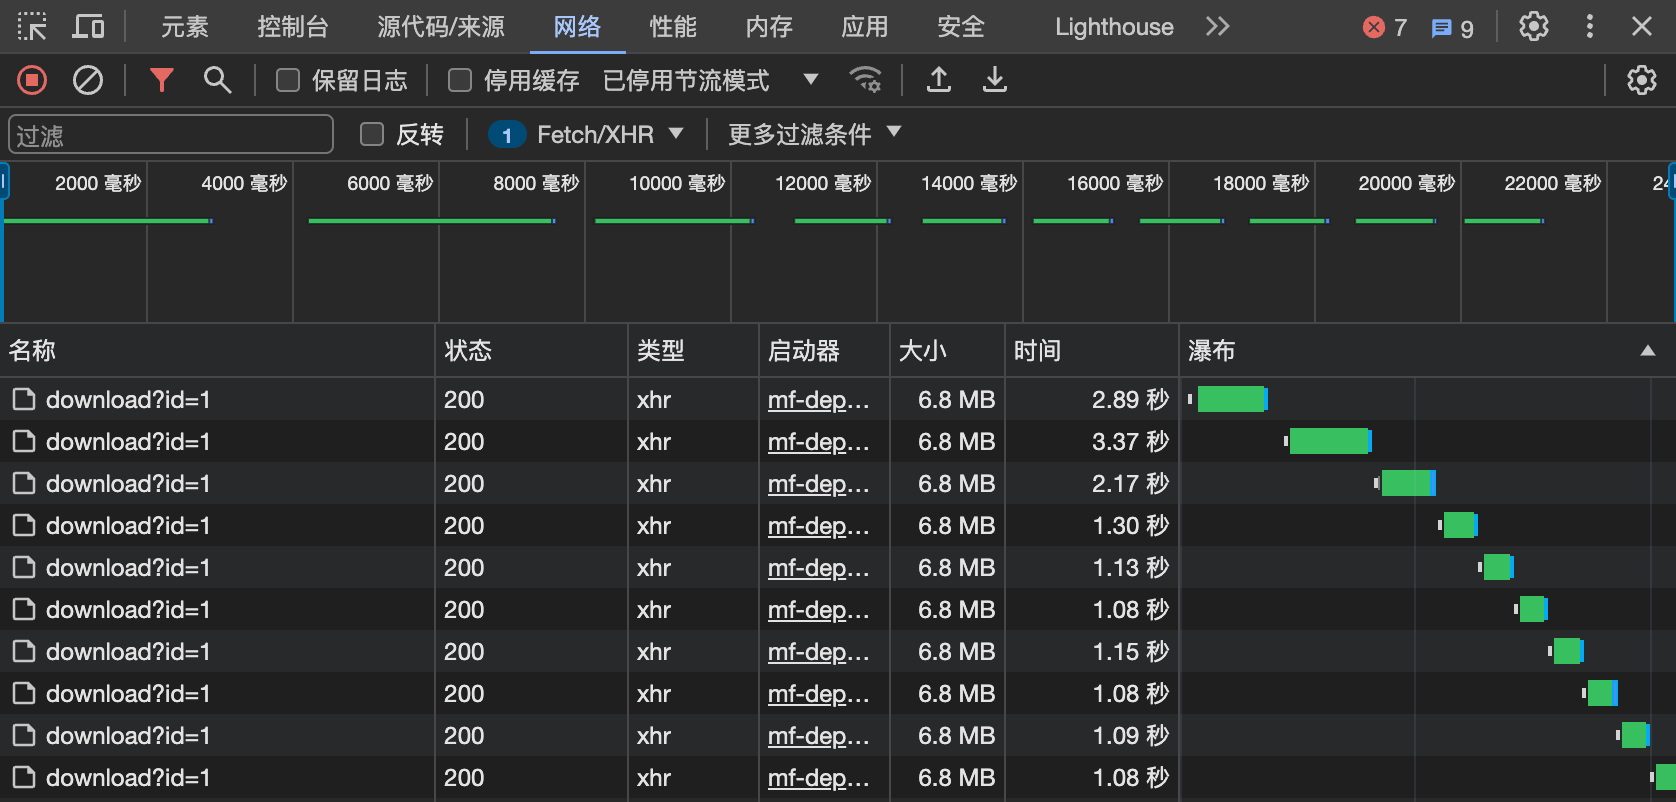 元素 控制台 源代码/来源 网络 性能 内存 应用 安全 Lighthouse 7 9
保留日志 停用缓存 已停用节流模式
过滤 反转 1 Fetch/XHR 更多过滤条件
2000 毫秒 4000 毫秒 6000 毫秒 8000 毫秒 10000 毫秒 12000 毫秒 14000 毫秒 16000 毫秒 18000 毫秒 20000 毫秒 22000 毫秒
名称 状态 类型 启动器 大小 时间 瀑布
download?id=1 200 xhr mf-dep… 6.8 MB 2.89 秒
download?id=1 200 xhr mf-dep… 6.8 MB 3.37 秒
download?id=1 200 xhr mf-dep… 6.8 MB 2.17 秒
download?id=1 200 xhr mf-dep… 6.8 MB 1.30 秒
download?id=1 200 xhr mf-dep… 6.8 MB 1.13 秒
download?id=1 200 xhr mf-dep… 6.8 MB 1.08 秒
download?id=1 200 xhr mf-dep… 6.8 MB 1.15 秒
download?id=1 200 xhr mf-dep… 6.8 MB 1.08 秒
download?id=1 200 xhr mf-dep… 6.8 MB 1.09 秒
download?id=1 200 xhr mf-dep… 6.8 MB 1.08 秒